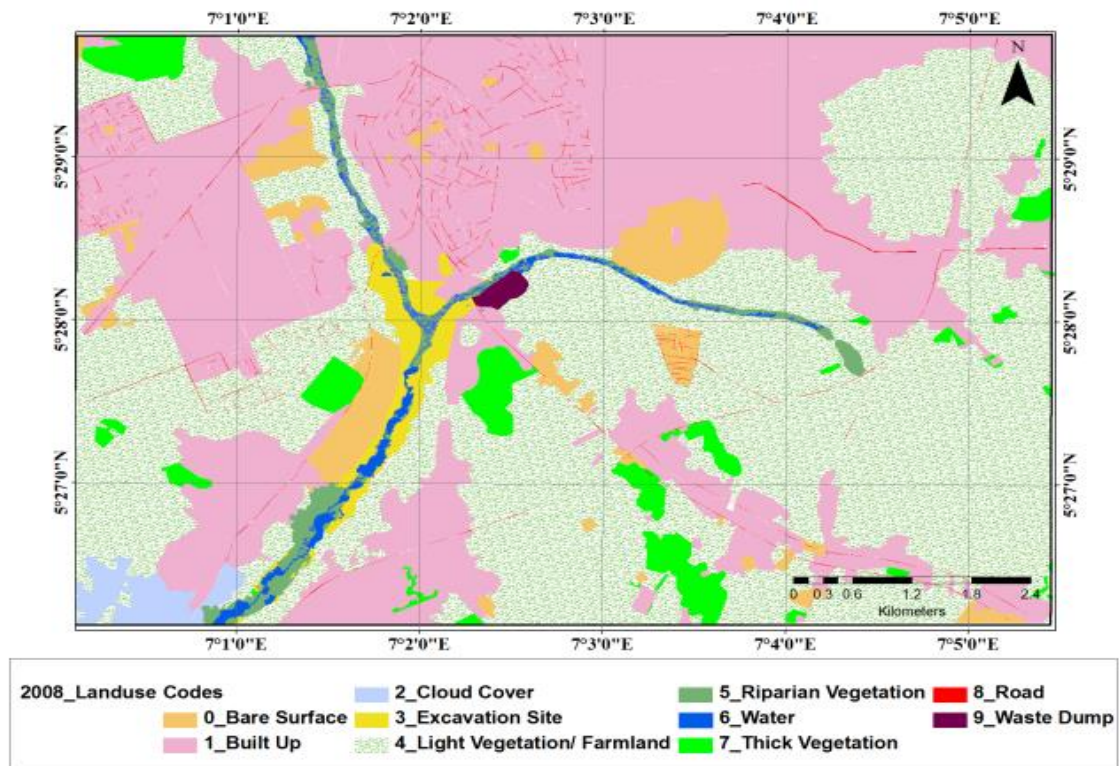 7°1'0"E 7°2'0"E 7°3'0"E 7°4'0"E 7°5'0"E
N
5°29'0"N 5°29'0"N
5°28'0"N 5°28'0"N
5°27'0"N 5°27'0"N
0 0.3 0.6 1.2 1.8 2.4
Kilometers
7°1'0"E 7°2'0"E 7°3'0"E 7°4'0"E 7°5'0"E
2008_Landuse Codes 2_Cloud Cover 5_Riparian Vegetation 8_Road
0_Bare Surface 3_Excavation Site 6_Water 9_Waste Dump
1_Built Up 4_Light Vegetation/ Farmland 7_Thick Vegetation